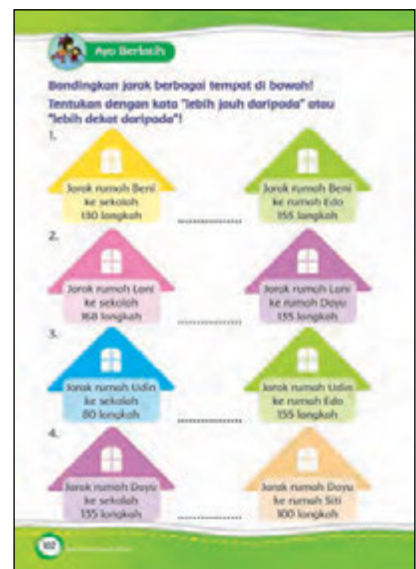 Ayo Berlatih
Bandingkan jarak berbagai tempat di bawah!
Tentukan dengan kata "lebih jauh daripada" atau
"lebih dekat daripada"!
1.
Jarak rumah Beni
ke sekolah
130 langkah
....................
Jarak rumah Beni
ke rumah Edo
155 langkah
2.
Jarak rumah Lani
ke sekolah
168 langkah
....................
Jarak rumah Lani
ke rumah Dayu
135 langkah
3.
Jarak rumah Udin
ke sekolah
80 langkah
....................
Jarak rumah Udin
ke rumah Edo
155 langkah
4.
Jarak rumah Dayu
ke sekolah
135 langkah
....................
Jarak rumah Dayu
ke rumah Siti
100 langkah